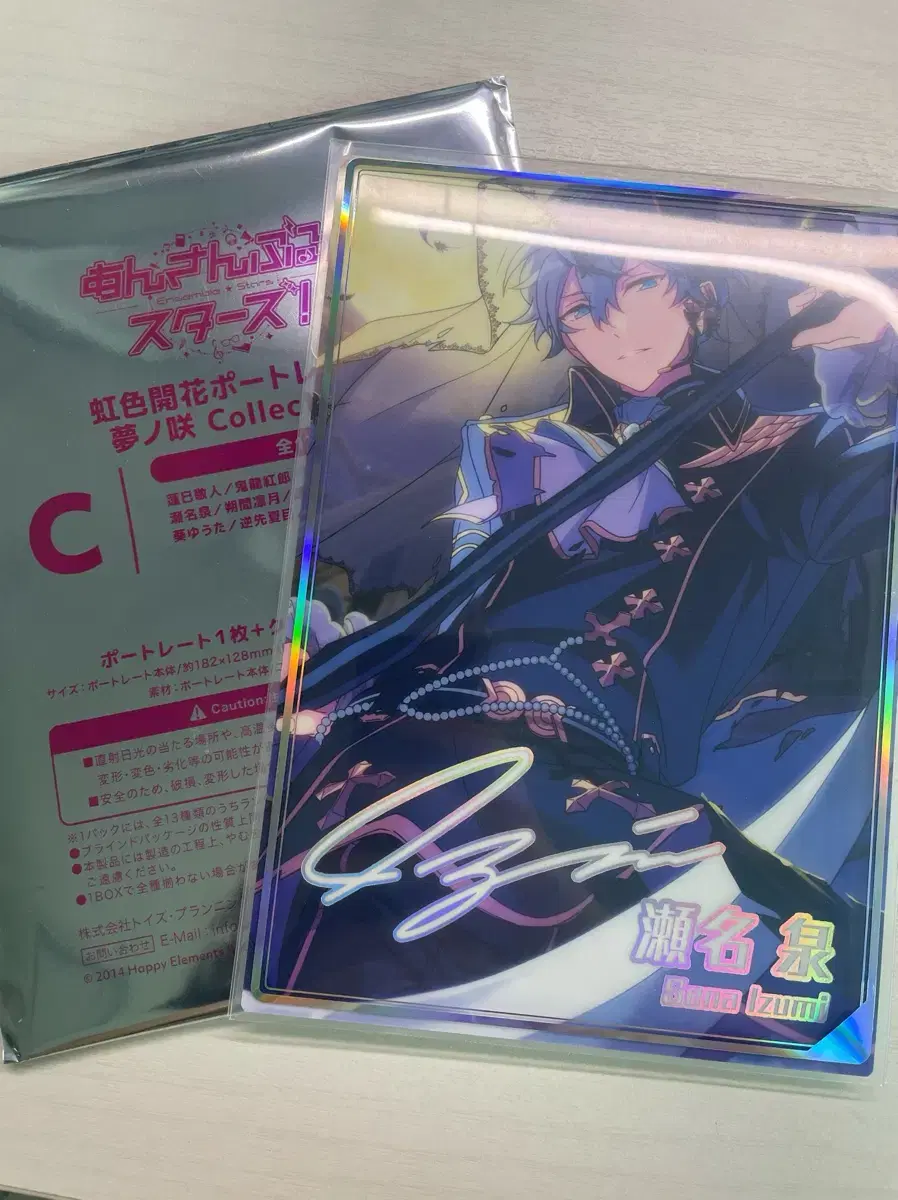 あんさんぶる
Ensemble Stars
スターズ!
虹色開花ポートレ
夢ノ咲 Collec
C
全
蓮巳敬人/鬼龍紅郎
瀬名泉/朔間凛月/
葵ゆうた/逆先夏目
ポートレート1枚+
サイズ:ポートレート本体/約182×128mm
素材:ポートレート本体:
Caution
■直射日光の当たる場所や、高温
変形・変色・劣化等の可能性が
■安全のため、破損、変形した
※1パックには、全13種類のうち
●ブラインドパッケージの性質上
●本製品には製造の工程上、やむ
ご遠慮ください。
●1BOXで全種揃わない場合が
株式会社トイズ・プランニン
お問い合わせ E-Mail : info
© 2014 Happy Elements
Izumi
瀬名 泉
Sena Izumi